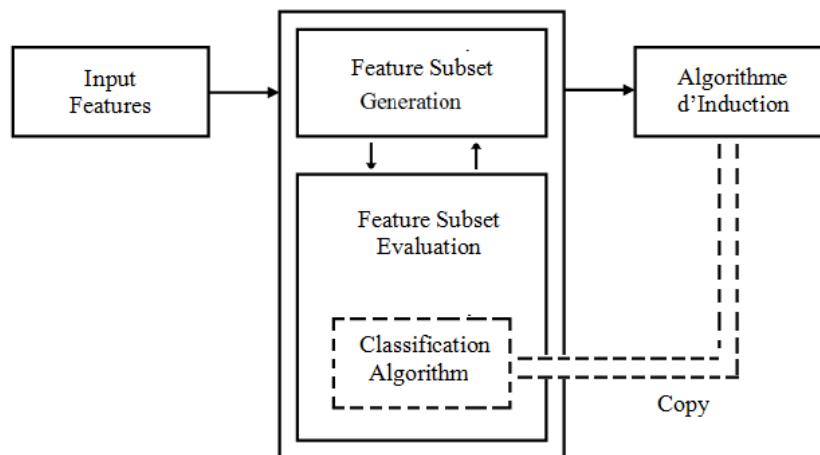 Input
Features
Feature Subset
Generation
Algorithme
d'Induction
Feature Subset
Evaluation
Classification
Algorithm
Copy